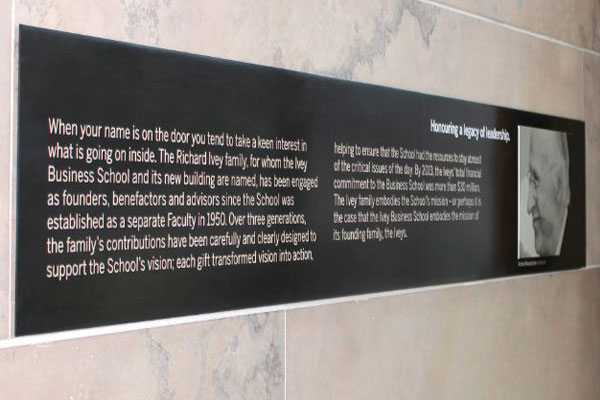 Honouring a legacy of leadership.
When your name is on the door you tend to take a keen interest in
what is going on inside. The Richard Ivey family, for whom the Ivey
Business School and its new building are named, has been engaged
as founders, benefactors and advisors since the School was
established as a separate Faculty in 1950. Over three generations,
the family's contributions have been carefully and clearly designed to
support the School's vision; each gift transformed vision into action,
helping to ensure that the School had the resources to stay abreast
of the critical issues of the day. By 2013, the Iveys' total financial
commitment to the Business School was more than $30 million.
The Ivey family embodies the School's mission – or perhaps it is
the case that the Ivey Business School embodies the mission of
its founding family, the Iveys.